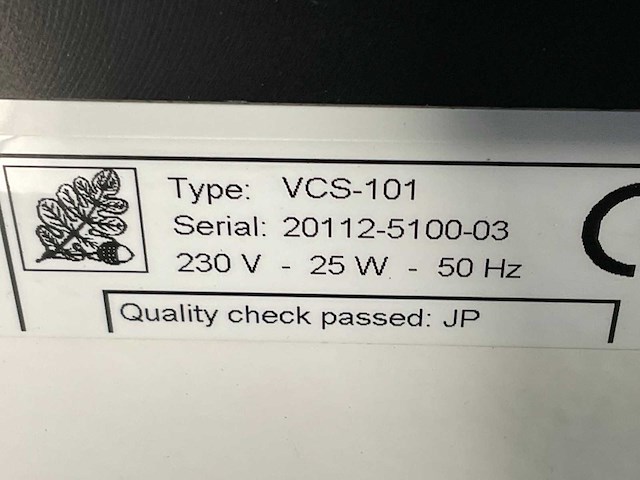 Type: VCS-101
Serial: 20112-5100-03
230 V - 25 W - 50 Hz
Quality check passed: JP